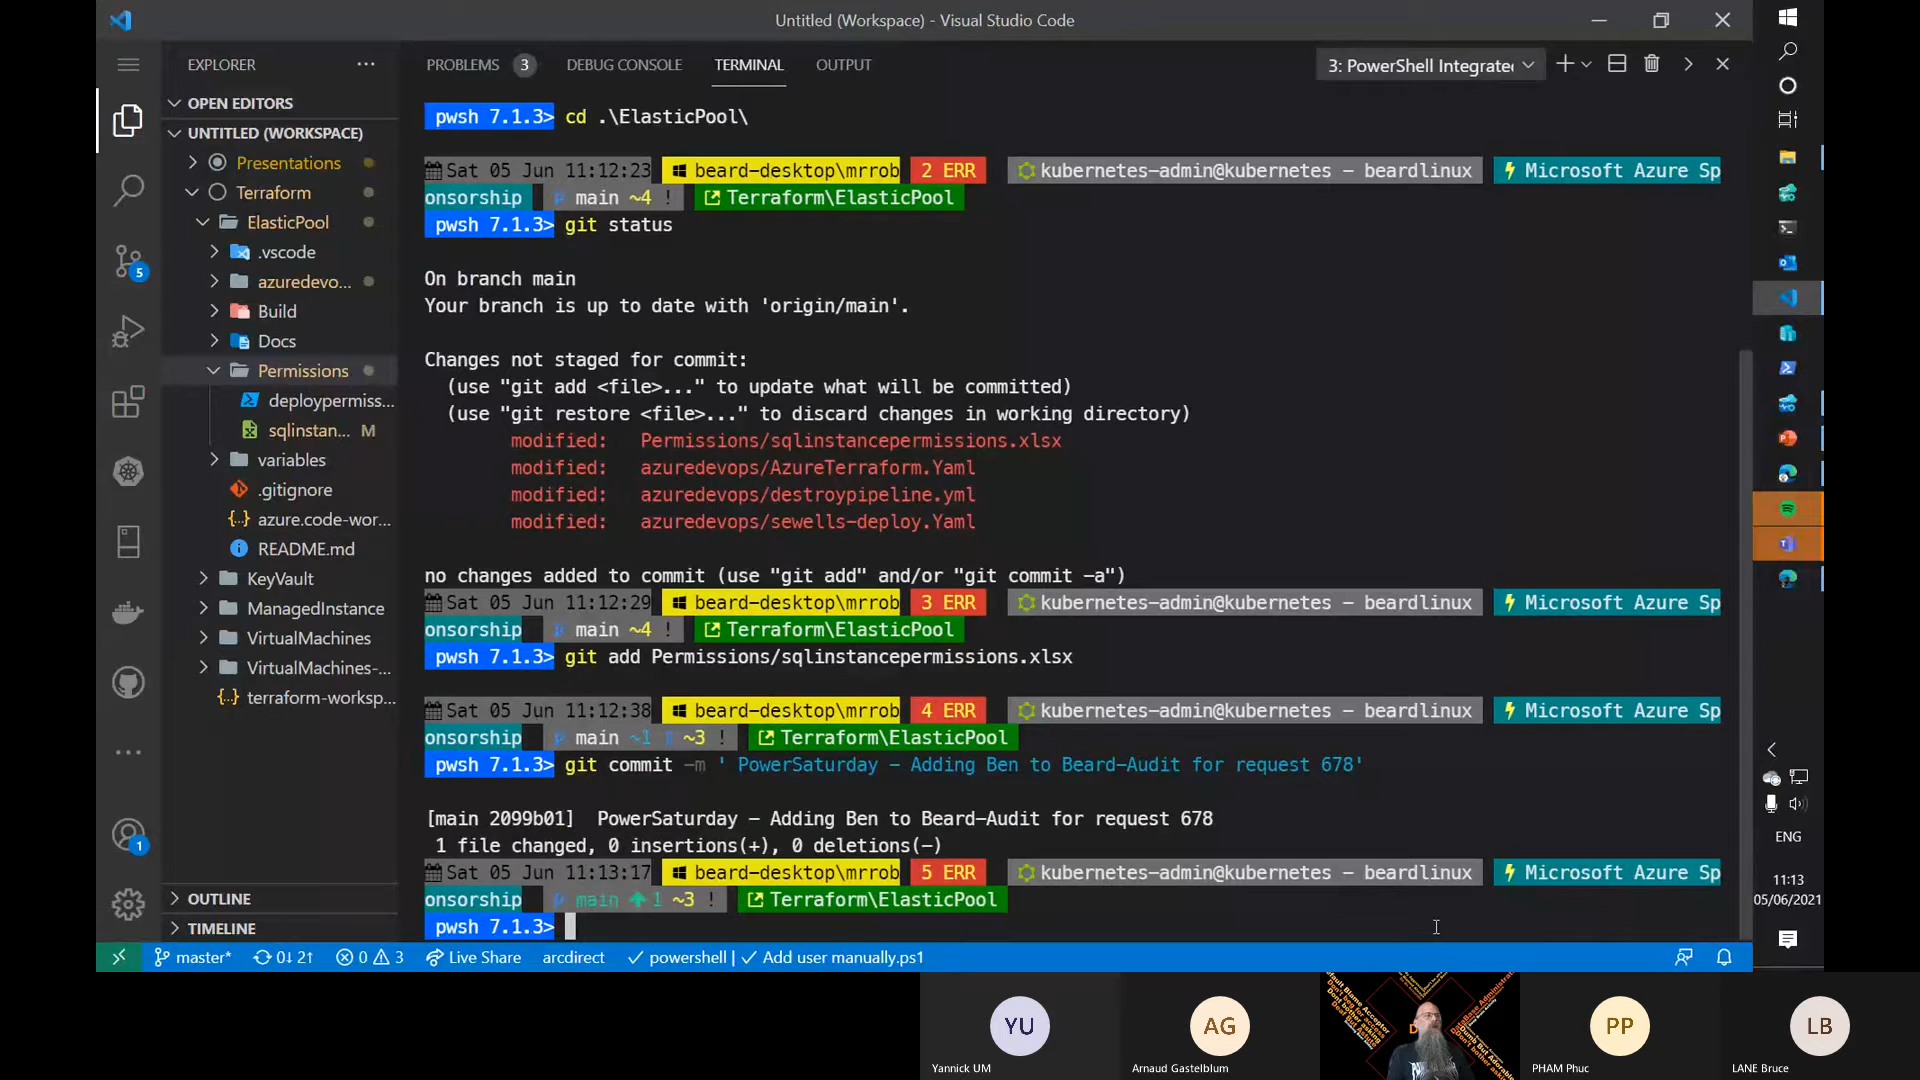 Untitled (Workspace) - Visual Studio Code
EXPLORER
PROBLEMS 3 DEBUG CONSOLE TERMINAL OUTPUT
3: PowerShell Integrate
OPEN EDITORS
UNTITLED (WORKSPACE)
Presentations
Terraform
ElasticPool
.vscode
azuredevo...
Build
Docs
Permissions
deploypermiss...
sqlinstan... M
variables
.gitignore
azure.code-wor...
README.md
KeyVault
ManagedInstance
VirtualMachines
VirtualMachines-...
terraform-worksp...
OUTLINE
TIMELINE
5
1
pwsh 7.1.3> cd .\ElasticPool\
Sat 05 Jun 11:12:23 beard-desktop\mrrob 2 ERR kubernetes-admin@kubernetes - beardlinux Microsoft Azure Sp
onsorship main ~4 ! Terraform\ElasticPool
pwsh 7.1.3> git status
On branch main
Your branch is up to date with 'origin/main'.
Changes not staged for commit:
(use "git add <file>..." to update what will be committed)
(use "git restore <file>..." to discard changes in working directory)
modified: Permissions/sqlinstancepermissions.xlsx
modified: azuredevops/AzureTerraform.Yaml
modified: azuredevops/destroypipeline.yml
modified: azuredevops/sewells-deploy.Yaml
no changes added to commit (use "git add" and/or "git commit -a")
Sat 05 Jun 11:12:29 beard-desktop\mrrob 3 ERR kubernetes-admin@kubernetes - beardlinux Microsoft Azure Sp
onsorship main ~4 ! Terraform\ElasticPool
pwsh 7.1.3> git add Permissions/sqlinstancepermissions.xlsx
Sat 05 Jun 11:12:38 beard-desktop\mrrob 4 ERR kubernetes-admin@kubernetes - beardlinux Microsoft Azure Sp
onsorship main ~1 ~3 ! Terraform\ElasticPool
pwsh 7.1.3> git commit -m ' PowerSaturday - Adding Ben to Beard-Audit for request 678'
[main 2099b01]  PowerSaturday - Adding Ben to Beard-Audit for request 678
1 file changed, 0 insertions(+), 0 deletions(-)
Sat 05 Jun 11:13:17 beard-desktop\mrrob 5 ERR kubernetes-admin@kubernetes - beardlinux Microsoft Azure Sp
onsorship main ↑1 ~3 ! Terraform\ElasticPool
pwsh 7.1.3>
master* 0↓ 2↑ 0 3 Live Share arcdirect powershell | Add user manually.ps1
ENG
11:13
05/06/2021
YU
Yannick UM
AG
Arnaud Gastelblum
PP
PHAM Phuc
LB
LANE Bruce